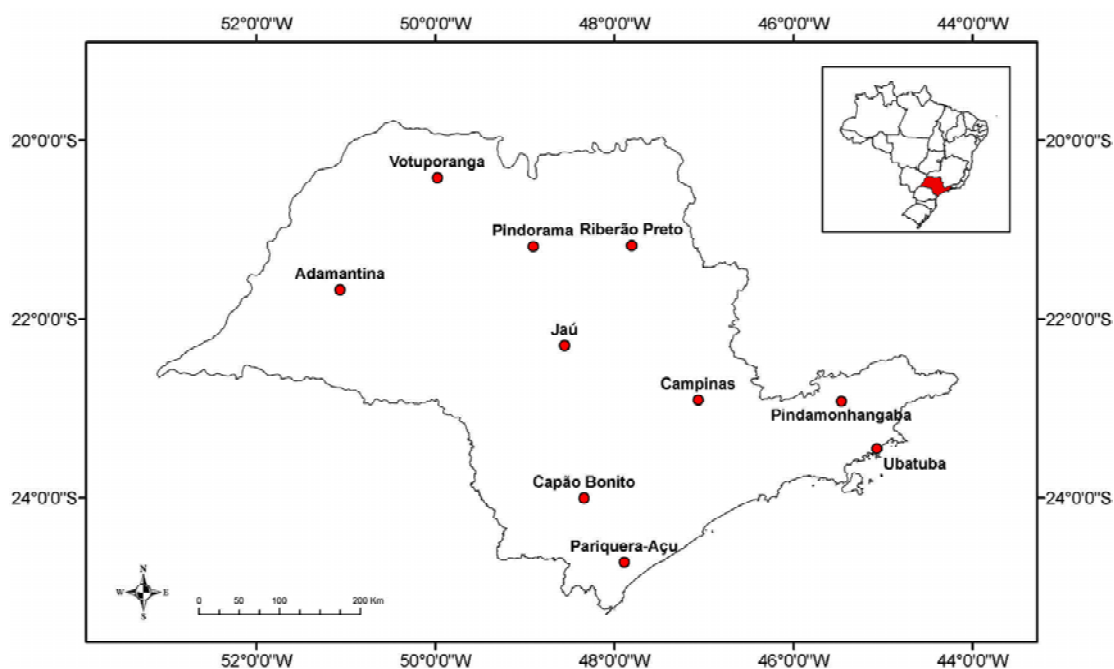 52°0'0"W 50°0'0"W 48°0'0"W 46°0'0"W 44°0'0"W
20°0'0"S 20°0'0"S
Votuporanga
Pindorama Riberão Preto
Adamantina
22°0'0"S 22°0'0"S
Jaú
Campinas
Pindamonhangaba
Ubatuba
Capão Bonito
24°0'0"S 24°0'0"S
Pariquera-Açu
N
W E
S
0 50 100 200 Km
52°0'0"W 50°0'0"W 48°0'0"W 46°0'0"W 44°0'0"W